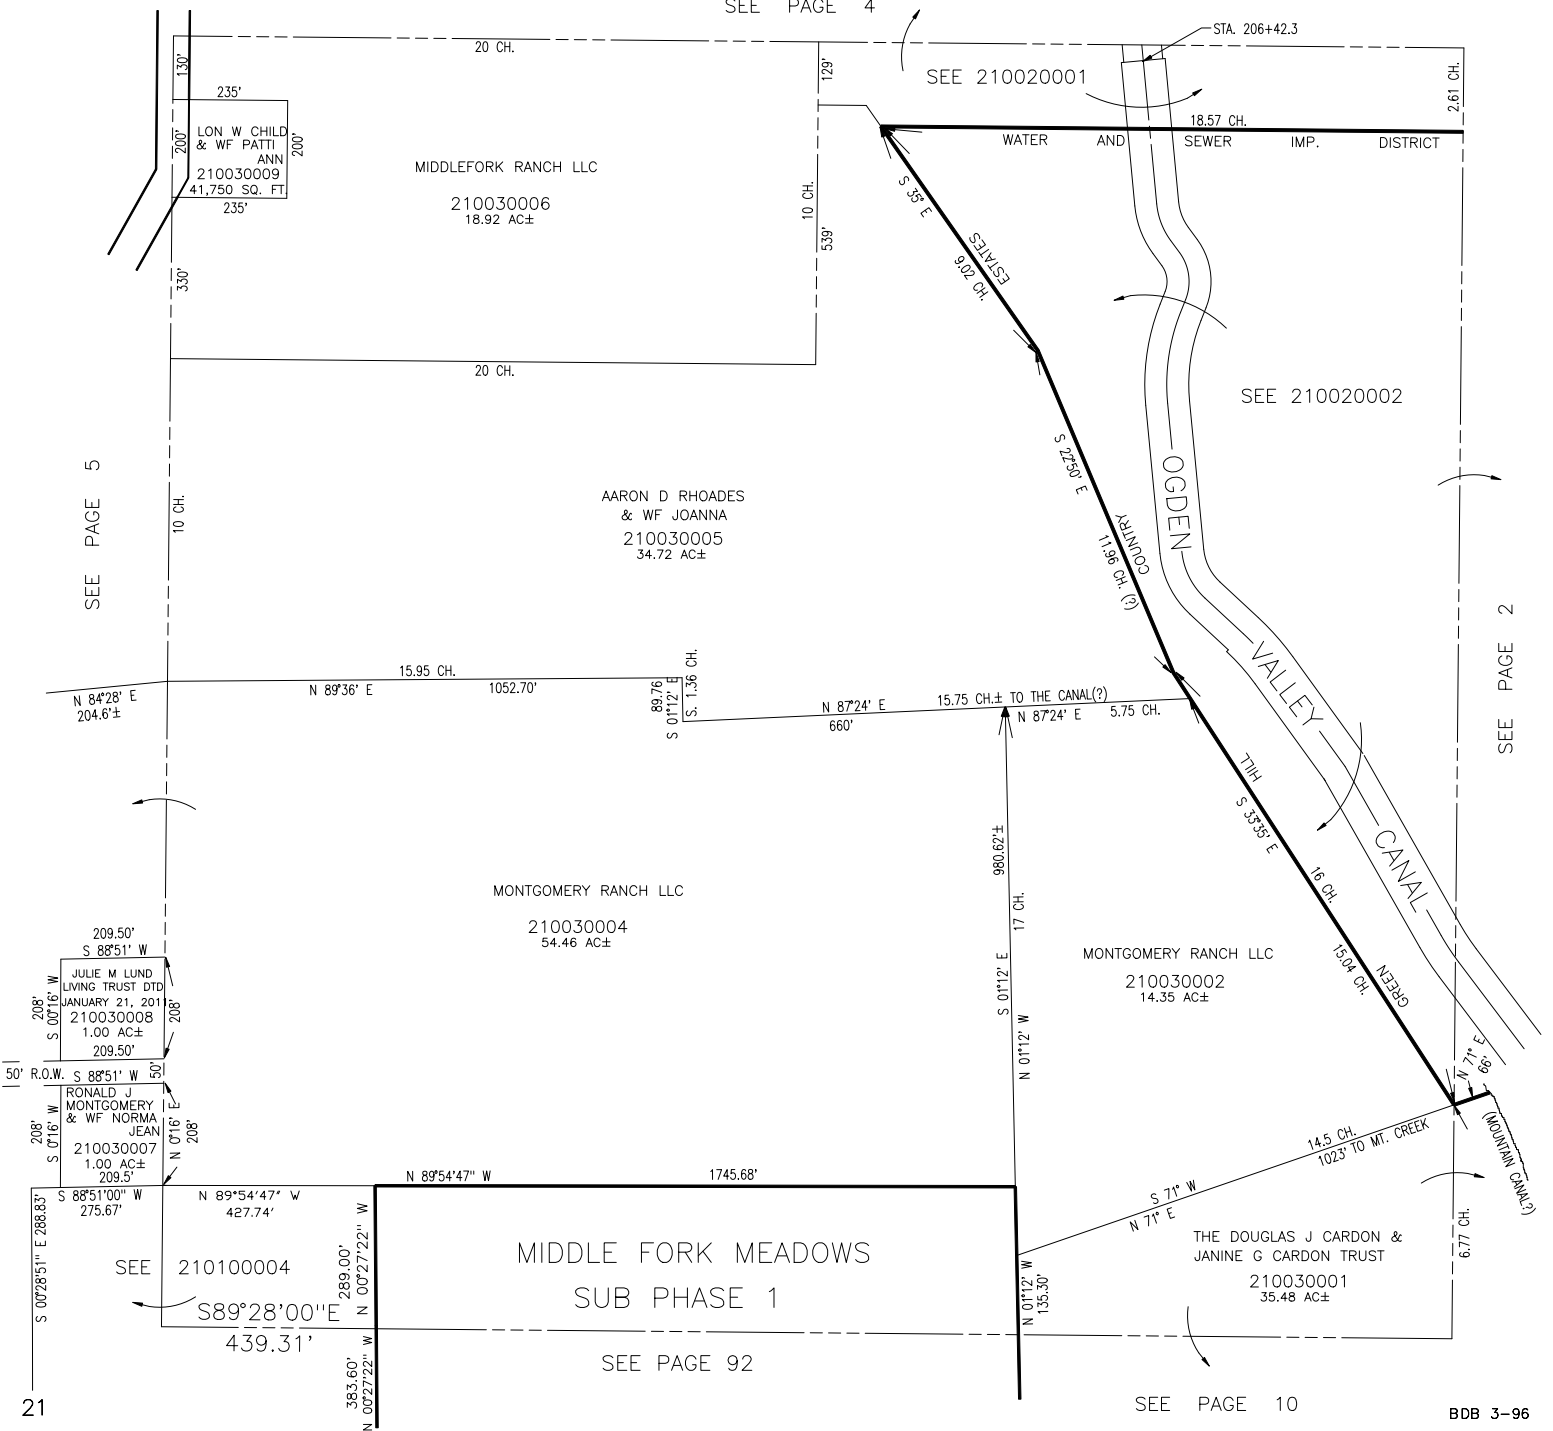 SEE PAGE 4
STA. 206+42.3
20 CH.
130'
129'
SEE 210020001
2.61 CH.
235'
LON W CHILD
& WF PATTI
ANN
210030009
41,750 SQ. FT.
200'
200'
235'
330'
MIDDLEFORK RANCH LLC
210030006
18.92 AC±
10 CH.
539'
20 CH.
18.57 CH.
WATER AND SEWER IMP. DISTRICT
S 35° E
ESTATES
9.02 CH.
SEE 210020002
SEE PAGE 5
10 CH.
AARON D RHOADES
& WF JOANNA
210030005
34.72 AC±
S 22°50' E
COUNTRY
11.96 CH. (?)
OGDEN
VALLEY
CANAL
SEE PAGE 2
N 84°28' E
204.6'±
15.95 CH.
N 89°36' E 1052.70'
89.76
S 01°12' E
S. 1.36 CH.
N 87°24' E
660'
15.75 CH.± TO THE CANAL(?)
N 87°24' E 5.75 CH.
HILL
S 33°35' E
16 CH.
15.04 CH.
GREEN
980.62'±
17 CH.
S 01°12' E
N 01°12' W
MONTGOMERY RANCH LLC
210030004
54.46 AC±
MONTGOMERY RANCH LLC
210030002
14.35 AC±
209.50'
S 88°51' W
208'
S 00°16' W
JULIE M LUND
LIVING TRUST DTD
JANUARY 21, 2011
210030008
1.00 AC±
208'
209.50'
50' R.O.W.
S 88°51' W
50'
208'
S 0°16' W
RONALD J
MONTGOMERY
& WF NORMA
JEAN
210030007
1.00 AC±
209.5'
N 0°16' E
208'
N 71° E
66'
(MOUNTAIN CANAL?)
14.5 CH.
1023' TO MT. CREEK
S 71° W
N 71° E
S 88°51'00" W
275.67'
N 89°54'47" W
427.74'
N 89°54'47" W 1745.68'
S 00°28'51" E 288.83'
SEE 210100004
S89°28'00"E
439.31'
289.00'
N 00°27'22" W
383.60'
N 00°27'22" W
MIDDLE FORK MEADOWS
SUB PHASE 1
SEE PAGE 92
N 01°12' W
135.30'
THE DOUGLAS J CARDON &
JANINE G CARDON TRUST
210030001
35.48 AC±
6.77 CH.
SEE PAGE 10
21
BDB 3-96